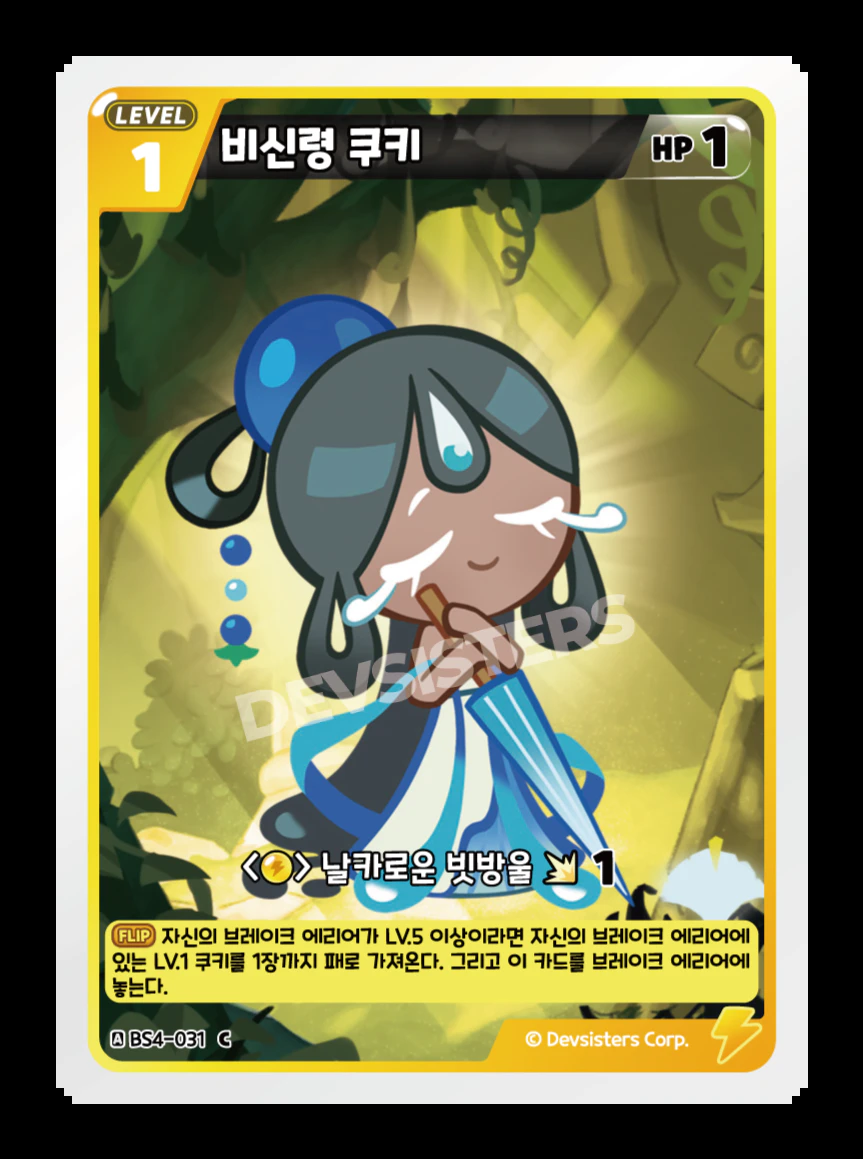 LEVEL
1
비신령 쿠키
HP 1
DEVSISTERS
< > 날카로운 빗방울 1
FLIP 자신의 브레이크 에리어가 LV.5 이상이라면 자신의 브레이크 에리어에
있는 LV.1 쿠키를 1장까지 패로 가져온다. 그리고 이 카드를 브레이크 에리어에
놓는다.
A BS4-031 C
© Devsisters Corp.